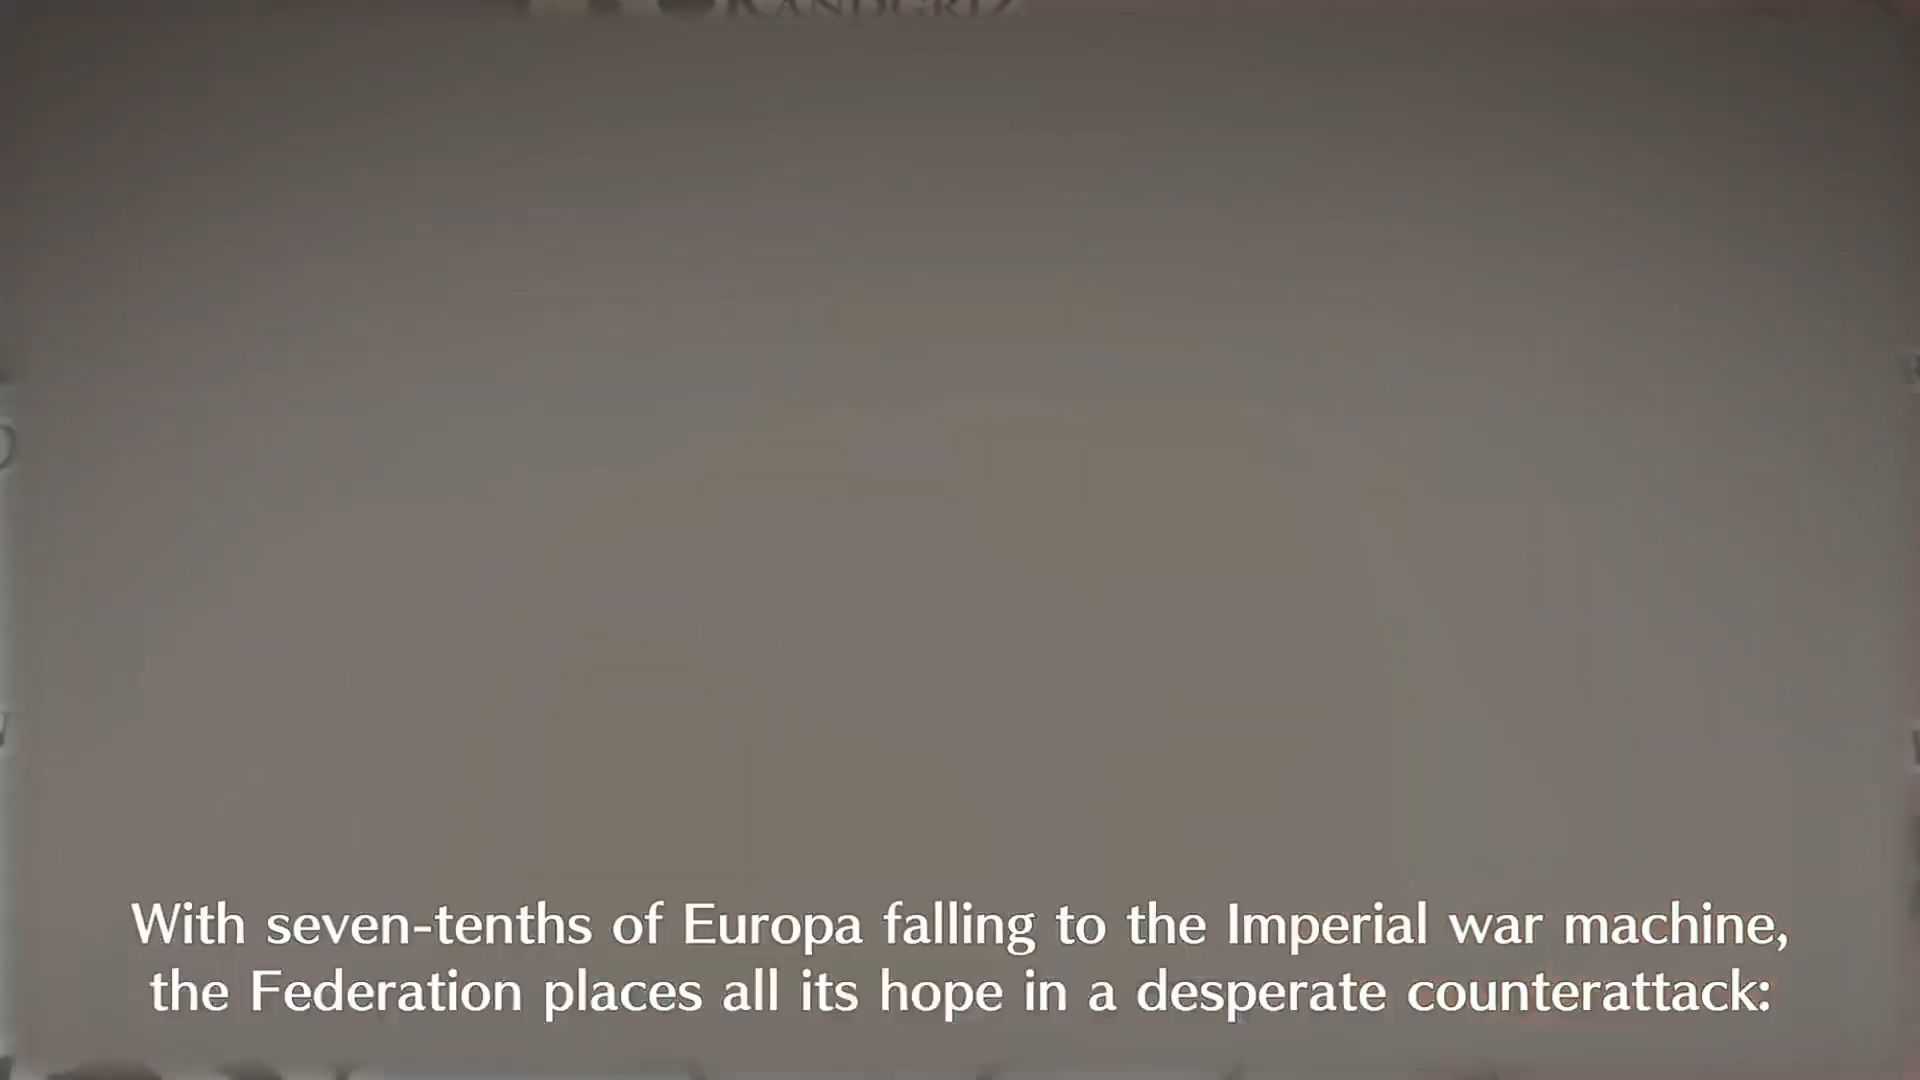 RANDGRIZ
With seven-tenths of Europa falling to the Imperial war machine,
the Federation places all its hope in a desperate counterattack: